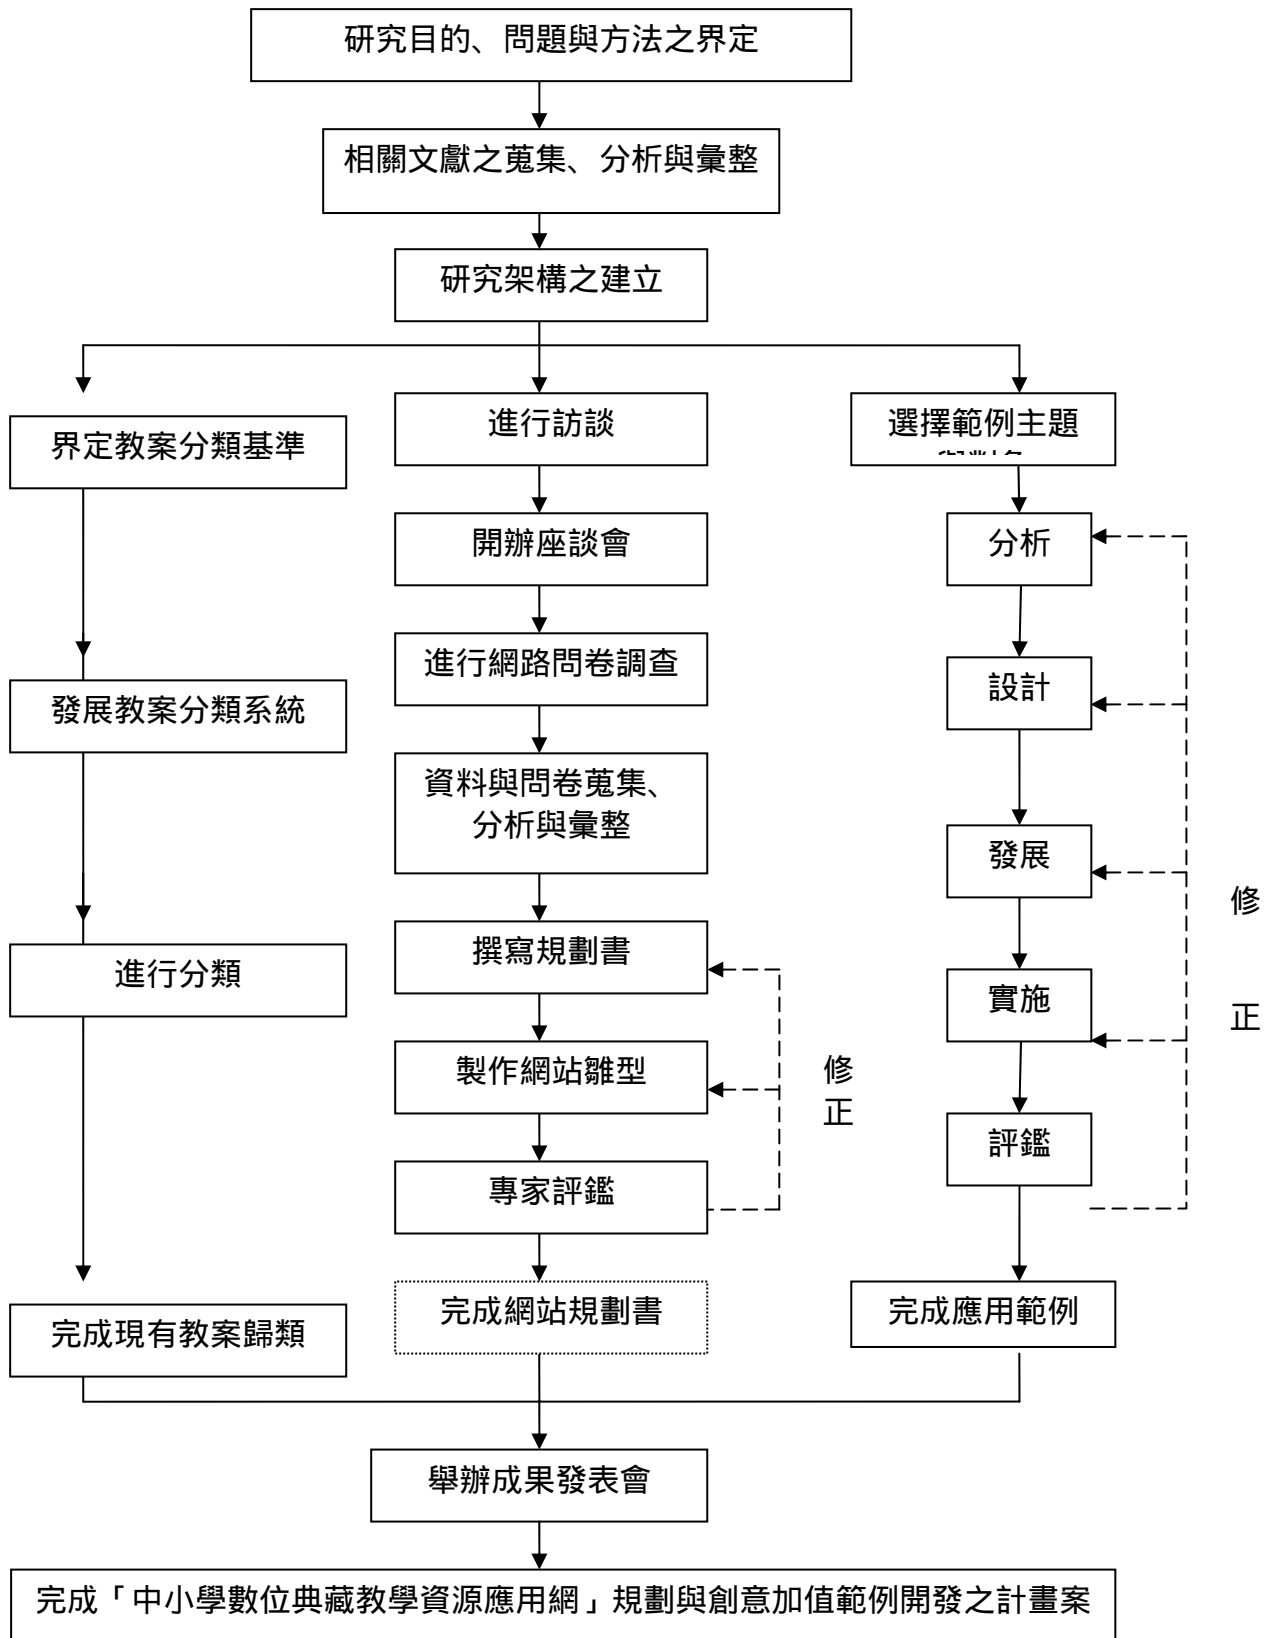 研究目的、問題與方法之界定
相關文獻之蒐集、分析與彙整
研究架構之建立
界定教案分類基準
發展教案分類系統
進行分類
完成現有教案歸類
進行訪談
開辦座談會
進行網路問卷調查
資料與問卷蒐集、
分析與彙整
撰寫規劃書
製作網站雛型
專家評鑑
修
正
完成網站規劃書
選擇範例主題
分析
設計
發展
實施
評鑑
修
正
完成應用範例
舉辦成果發表會
完成「中小學數位典藏教學資源應用網」規劃與創意加值範例開發之計畫案